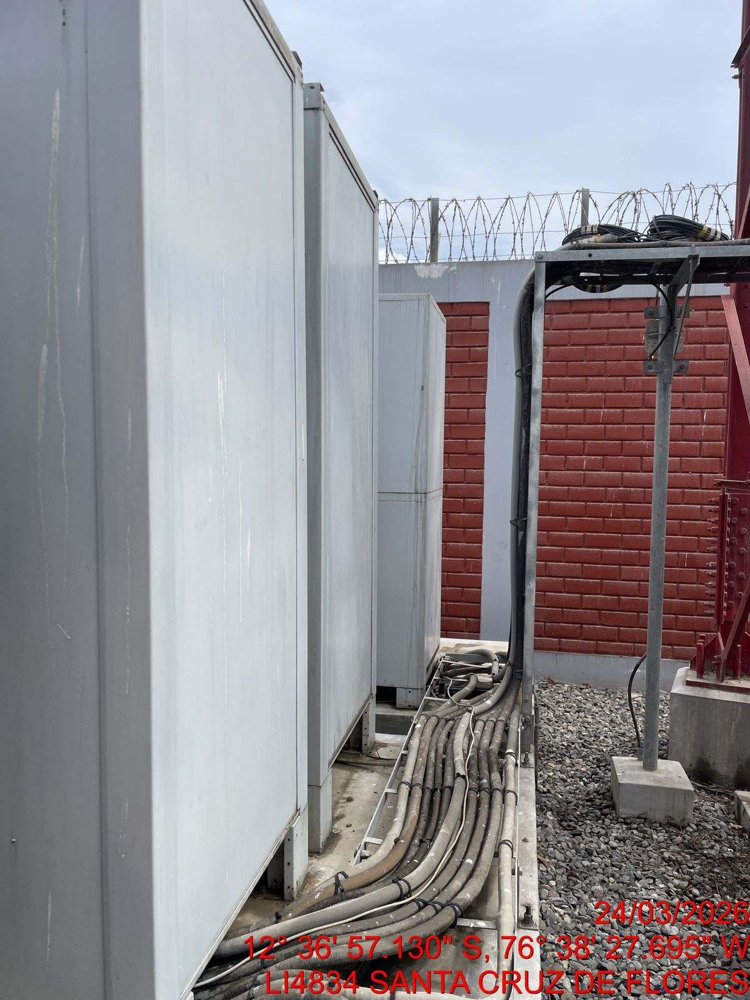 24/03/2026
12° 36' 57.130" S, 76° 38' 27.695" W
LI4834 SANTA CRUZ DE FLORES